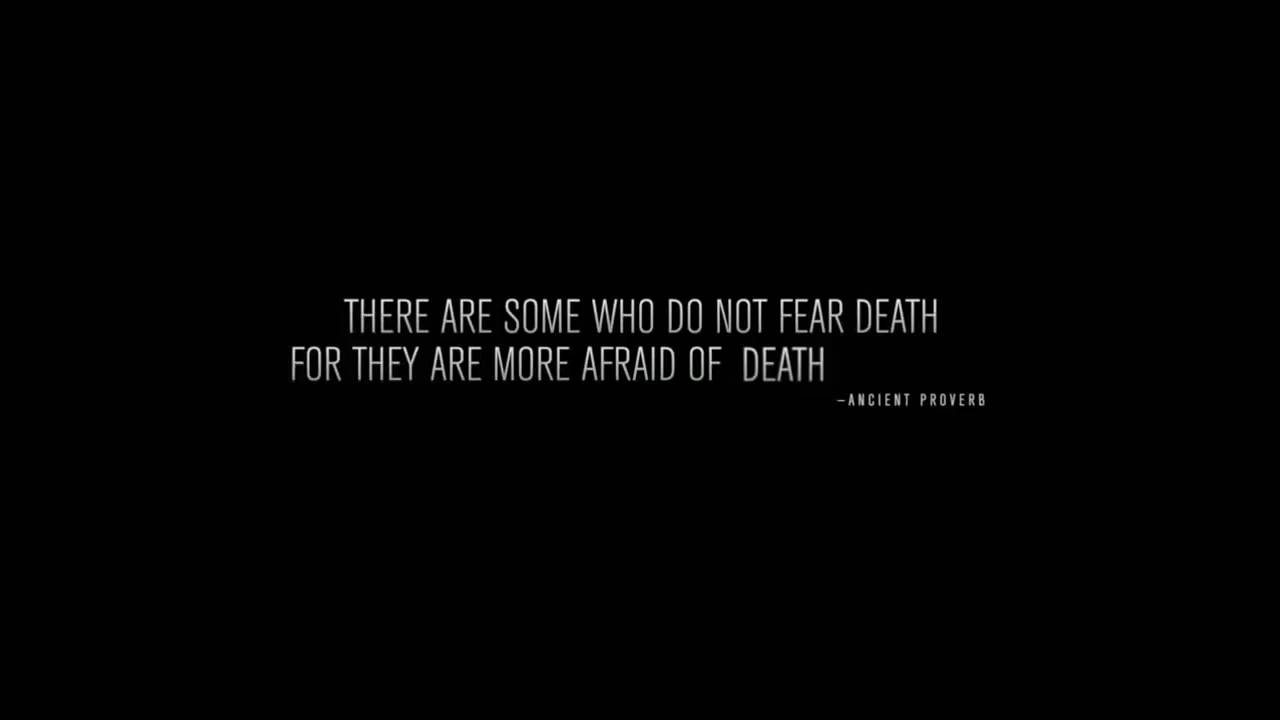 THERE ARE SOME WHO DO NOT FEAR DEATH
FOR THEY ARE MORE AFRAID OF DEATH
–ANCIENT PROVERB